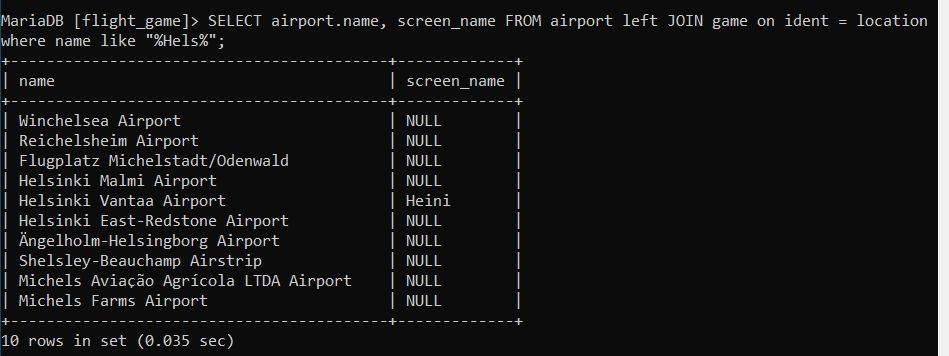 MariaDB [flight_game]> SELECT airport.name, screen_name FROM airport left JOIN game on ident = location
where name like "%Hels%";
+-----------------------------------------+-------------+
| name                                    | screen_name |
+-----------------------------------------+-------------+
| Winchelsea Airport                      | NULL        |
| Reichelsheim Airport                    | NULL        |
| Flugplatz Michelstadt/Odenwald          | NULL        |
| Helsinki Malmi Airport                  | NULL        |
| Helsinki Vantaa Airport                 | Heini       |
| Helsinki East-Redstone Airport          | NULL        |
| Ängelholm-Helsingborg Airport           | NULL        |
| Shelsley-Beauchamp Airstrip             | NULL        |
| Michels Aviação Agrícola LTDA Airport   | NULL        |
| Michels Farms Airport                   | NULL        |
+-----------------------------------------+-------------+
10 rows in set (0.035 sec)